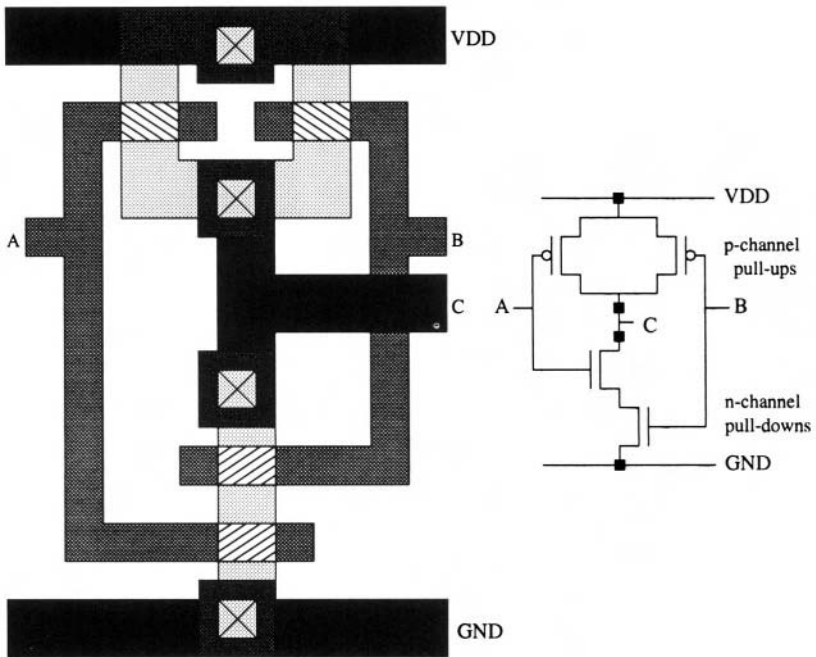 VDD
A
B
C
GND
VDD
p-channel
pull-ups
A
B
C
n-channel
pull-downs
GND